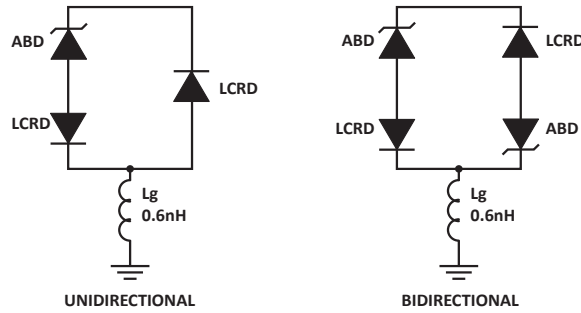 ABD
LCRD
LCRD
Lg
0.6nH
UNIDIRECTIONAL
ABD
LCRD
LCRD
ABD
Lg
0.6nH
BIDIRECTIONAL